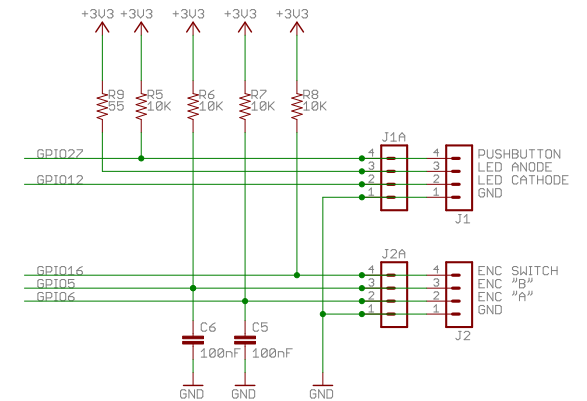 +3V3 +3V3 +3V3 +3V3 +3V3
R9 R5 R6 R7 R8
55 10K 10K 10K 10K
J1A
GPIO27 4 4 PUSHBUTTON
3 3 LED ANODE
GPIO12 2 2 LED CATHODE
1 1 GND
J1
J2A
GPIO16 4 4 ENC SWITCH
GPIO5 3 3 ENC "B"
GPIO6 2 2 ENC "A"
1 1 GND
C6 C5 J2
100nF 100nF
GND GND GND